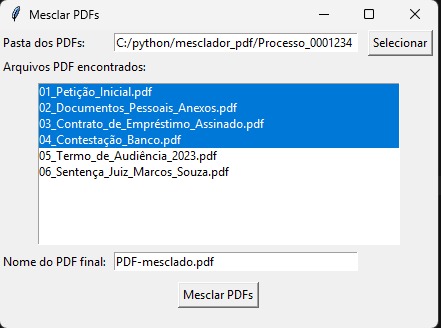 Mesclar PDFs
Pasta dos PDFs: C:/python/mesclador_pdf/Processo_0001234 Selecionar
Arquivos PDF encontrados:
01_Petição_Inicial.pdf
02_Documentos_Pessoais_Anexos.pdf
03_Contrato_de_Empréstimo_Assinado.pdf
04_Contestação_Banco.pdf
05_Termo_de_Audiência_2023.pdf
06_Sentença_Juiz_Marcos_Souza.pdf
Nome do PDF final: PDF-mesclado.pdf
Mesclar PDFs